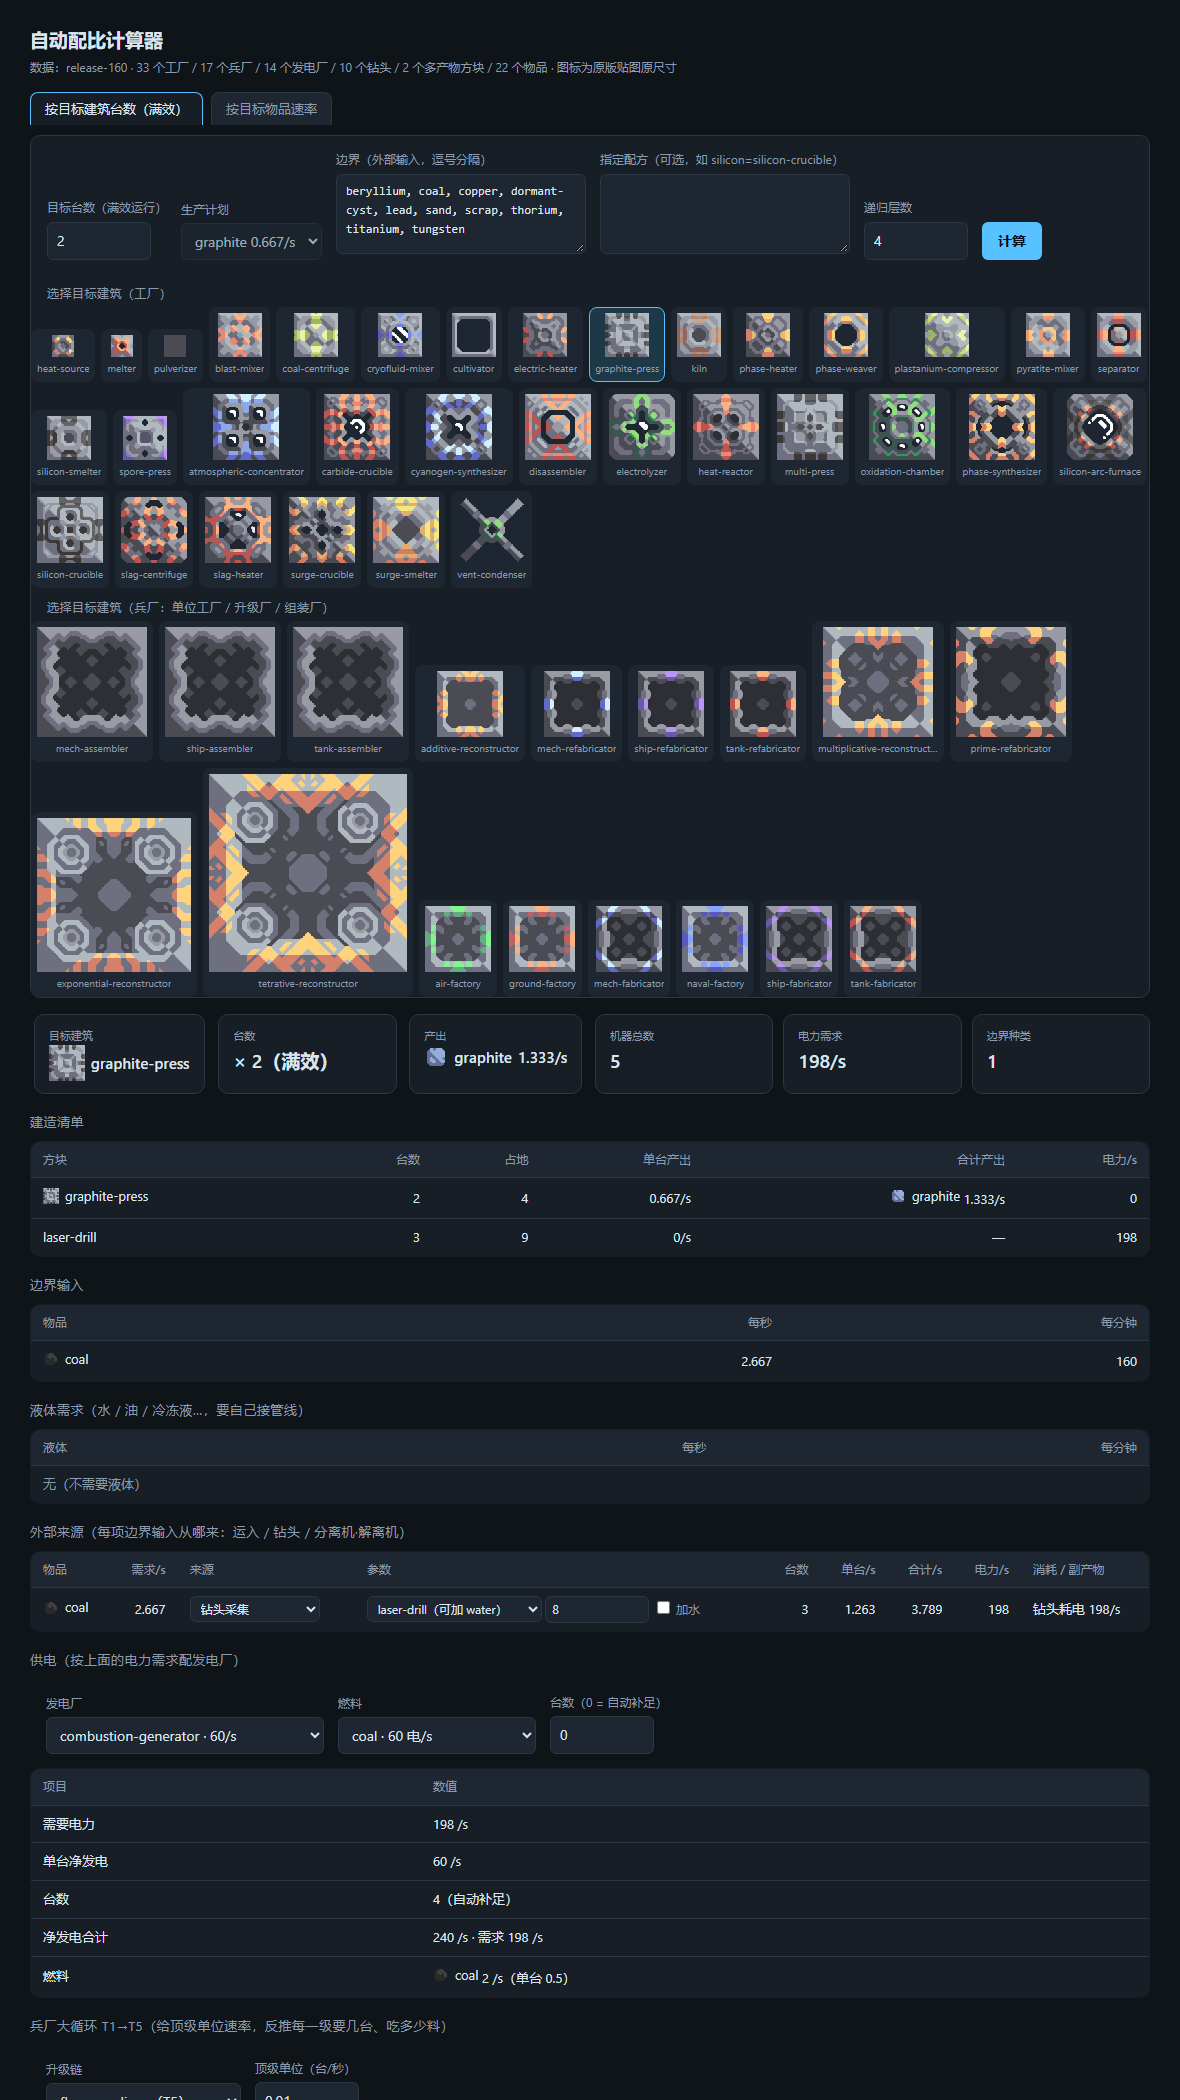 自动配比计算器
数据：release-160 · 33 个工厂 / 17 个兵厂 / 14 个发电厂 / 10 个钻头 / 2 个多产物方块 / 22 个物品 · 图标为原版贴图原尺寸
按目标建筑台数（满效） 按目标物品速率
边界（外部输入，逗号分隔） 指定配方（可选，如 silicon=silicon-crucible）
目标台数（满效运行） 生产计划 递归层数
beryllium, coal, copper, dormant-
cyst, lead, sand, scrap, thorium,
titanium, tungsten
2 graphite 0.667/s 4 计算
选择目标建筑（工厂）
heat-source melter pulverizer blast-mixer coal-centrifuge cryofluid-mixer cultivator electric-heater graphite-press kiln phase-heater phase-weaver plastanium-compressor pyratite-mixer separator
silicon-smelter spore-press atmospheric-concentrator carbide-crucible cyanogen-synthesizer disassembler electrolyzer heat-reactor multi-press oxidation-chamber phase-synthesizer silicon-arc-furnace
silicon-crucible slag-centrifuge slag-heater surge-crucible surge-smelter vent-condenser
选择目标建筑（兵厂：单位工厂 / 升级厂 / 组装厂）
mech-assembler ship-assembler tank-assembler additive-reconstructor mech-refabricator ship-refabricator tank-refabricator multiplicative-reconstruct... prime-refabricator
exponential-reconstructor tetrative-reconstructor air-factory ground-factory mech-fabricator naval-factory ship-fabricator tank-fabricator
目标建筑 台数 产出 机器总数 电力需求 边界种类
graphite-press × 2（满效） graphite 1.333/s 5 198/s 1
建造清单
方块 台数 占地 单台产出 合计产出 电力/s
graphite-press 2 4 0.667/s graphite 1.333/s 0
laser-drill 3 9 0/s — 198
边界输入
物品 每秒 每分钟
coal 2.667 160
液体需求（水 / 油 / 冷冻液…，要自己接管线）
液体 每秒 每分钟
无（不需要液体）
外部来源（每项边界输入从哪来：运入 / 钻头 / 分离机·解离机）
物品 需求/s 来源 参数 台数 单台/s 合计/s 电力/s 消耗 / 副产物
coal 2.667 钻头采集 laser-drill（可加 water） 8 加水 3 1.263 3.789 198 钻头耗电 198/s
供电（按上面的电力需求配发电厂）
发电厂 燃料 台数（0 = 自动补足）
combustion-generator · 60/s coal · 60 电/s 0
项目 数值
需要电力 198 /s
单台净发电 60 /s
台数 4（自动补足）
净发电合计 240 /s · 需求 198 /s
燃料 coal 2 /s（单台 0.5）
兵厂大循环 T1→T5（给顶级单位速率，反推每一级要几台、吃多少料）
升级链 顶级单位（台/秒）